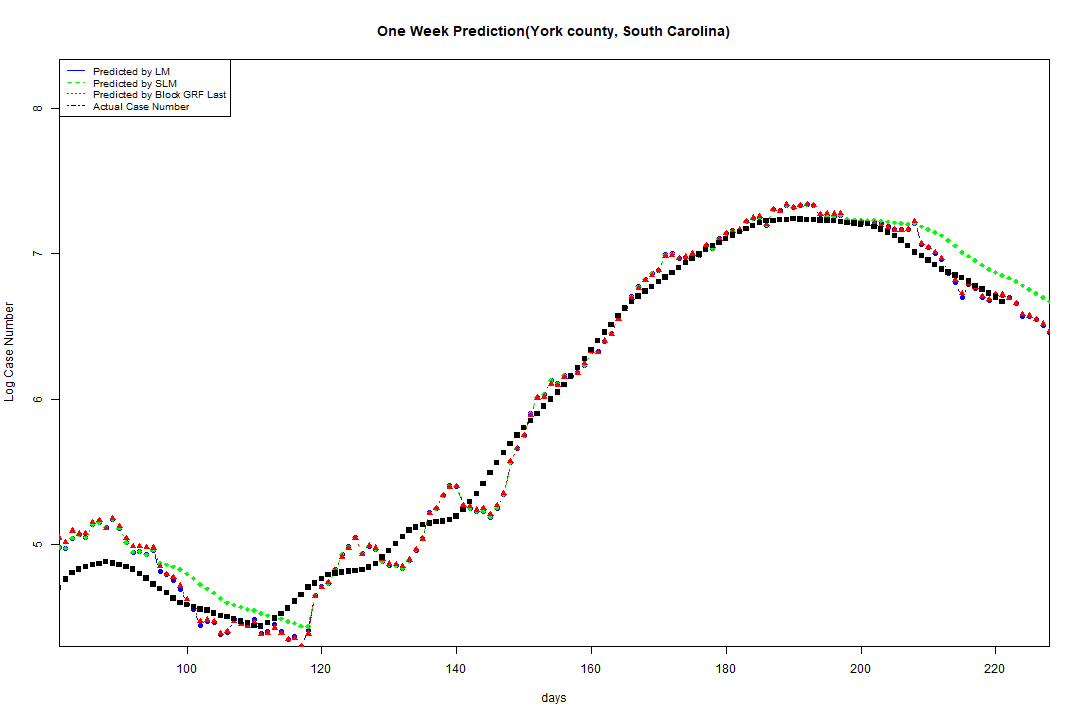 One Week Prediction(York county, South Carolina)
Predicted by LM
Predicted by SLM
Predicted by Block GRF Last
Actual Case Number
8
7
6
5
Log Case Number
100 120 140 160 180 200 220
days